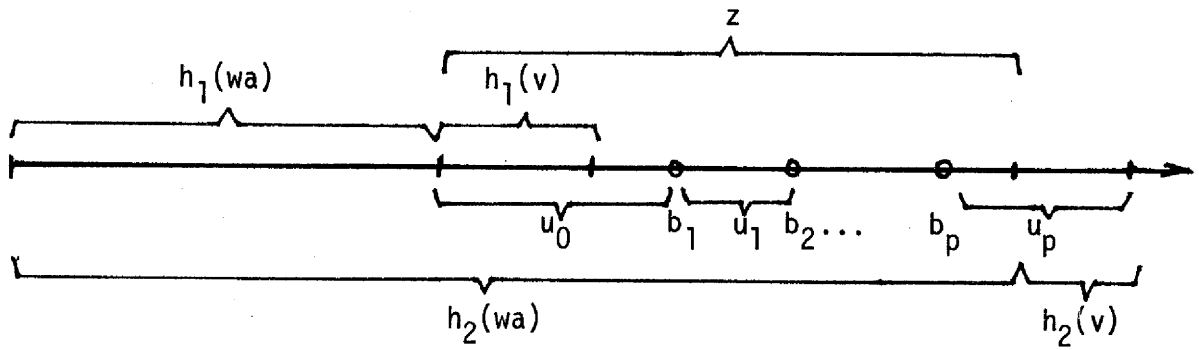 z
h₁(wa) h₁(v)
u₀ b₁ u₁ b₂... bₚ uₚ
h₂(wa) h₂(v)